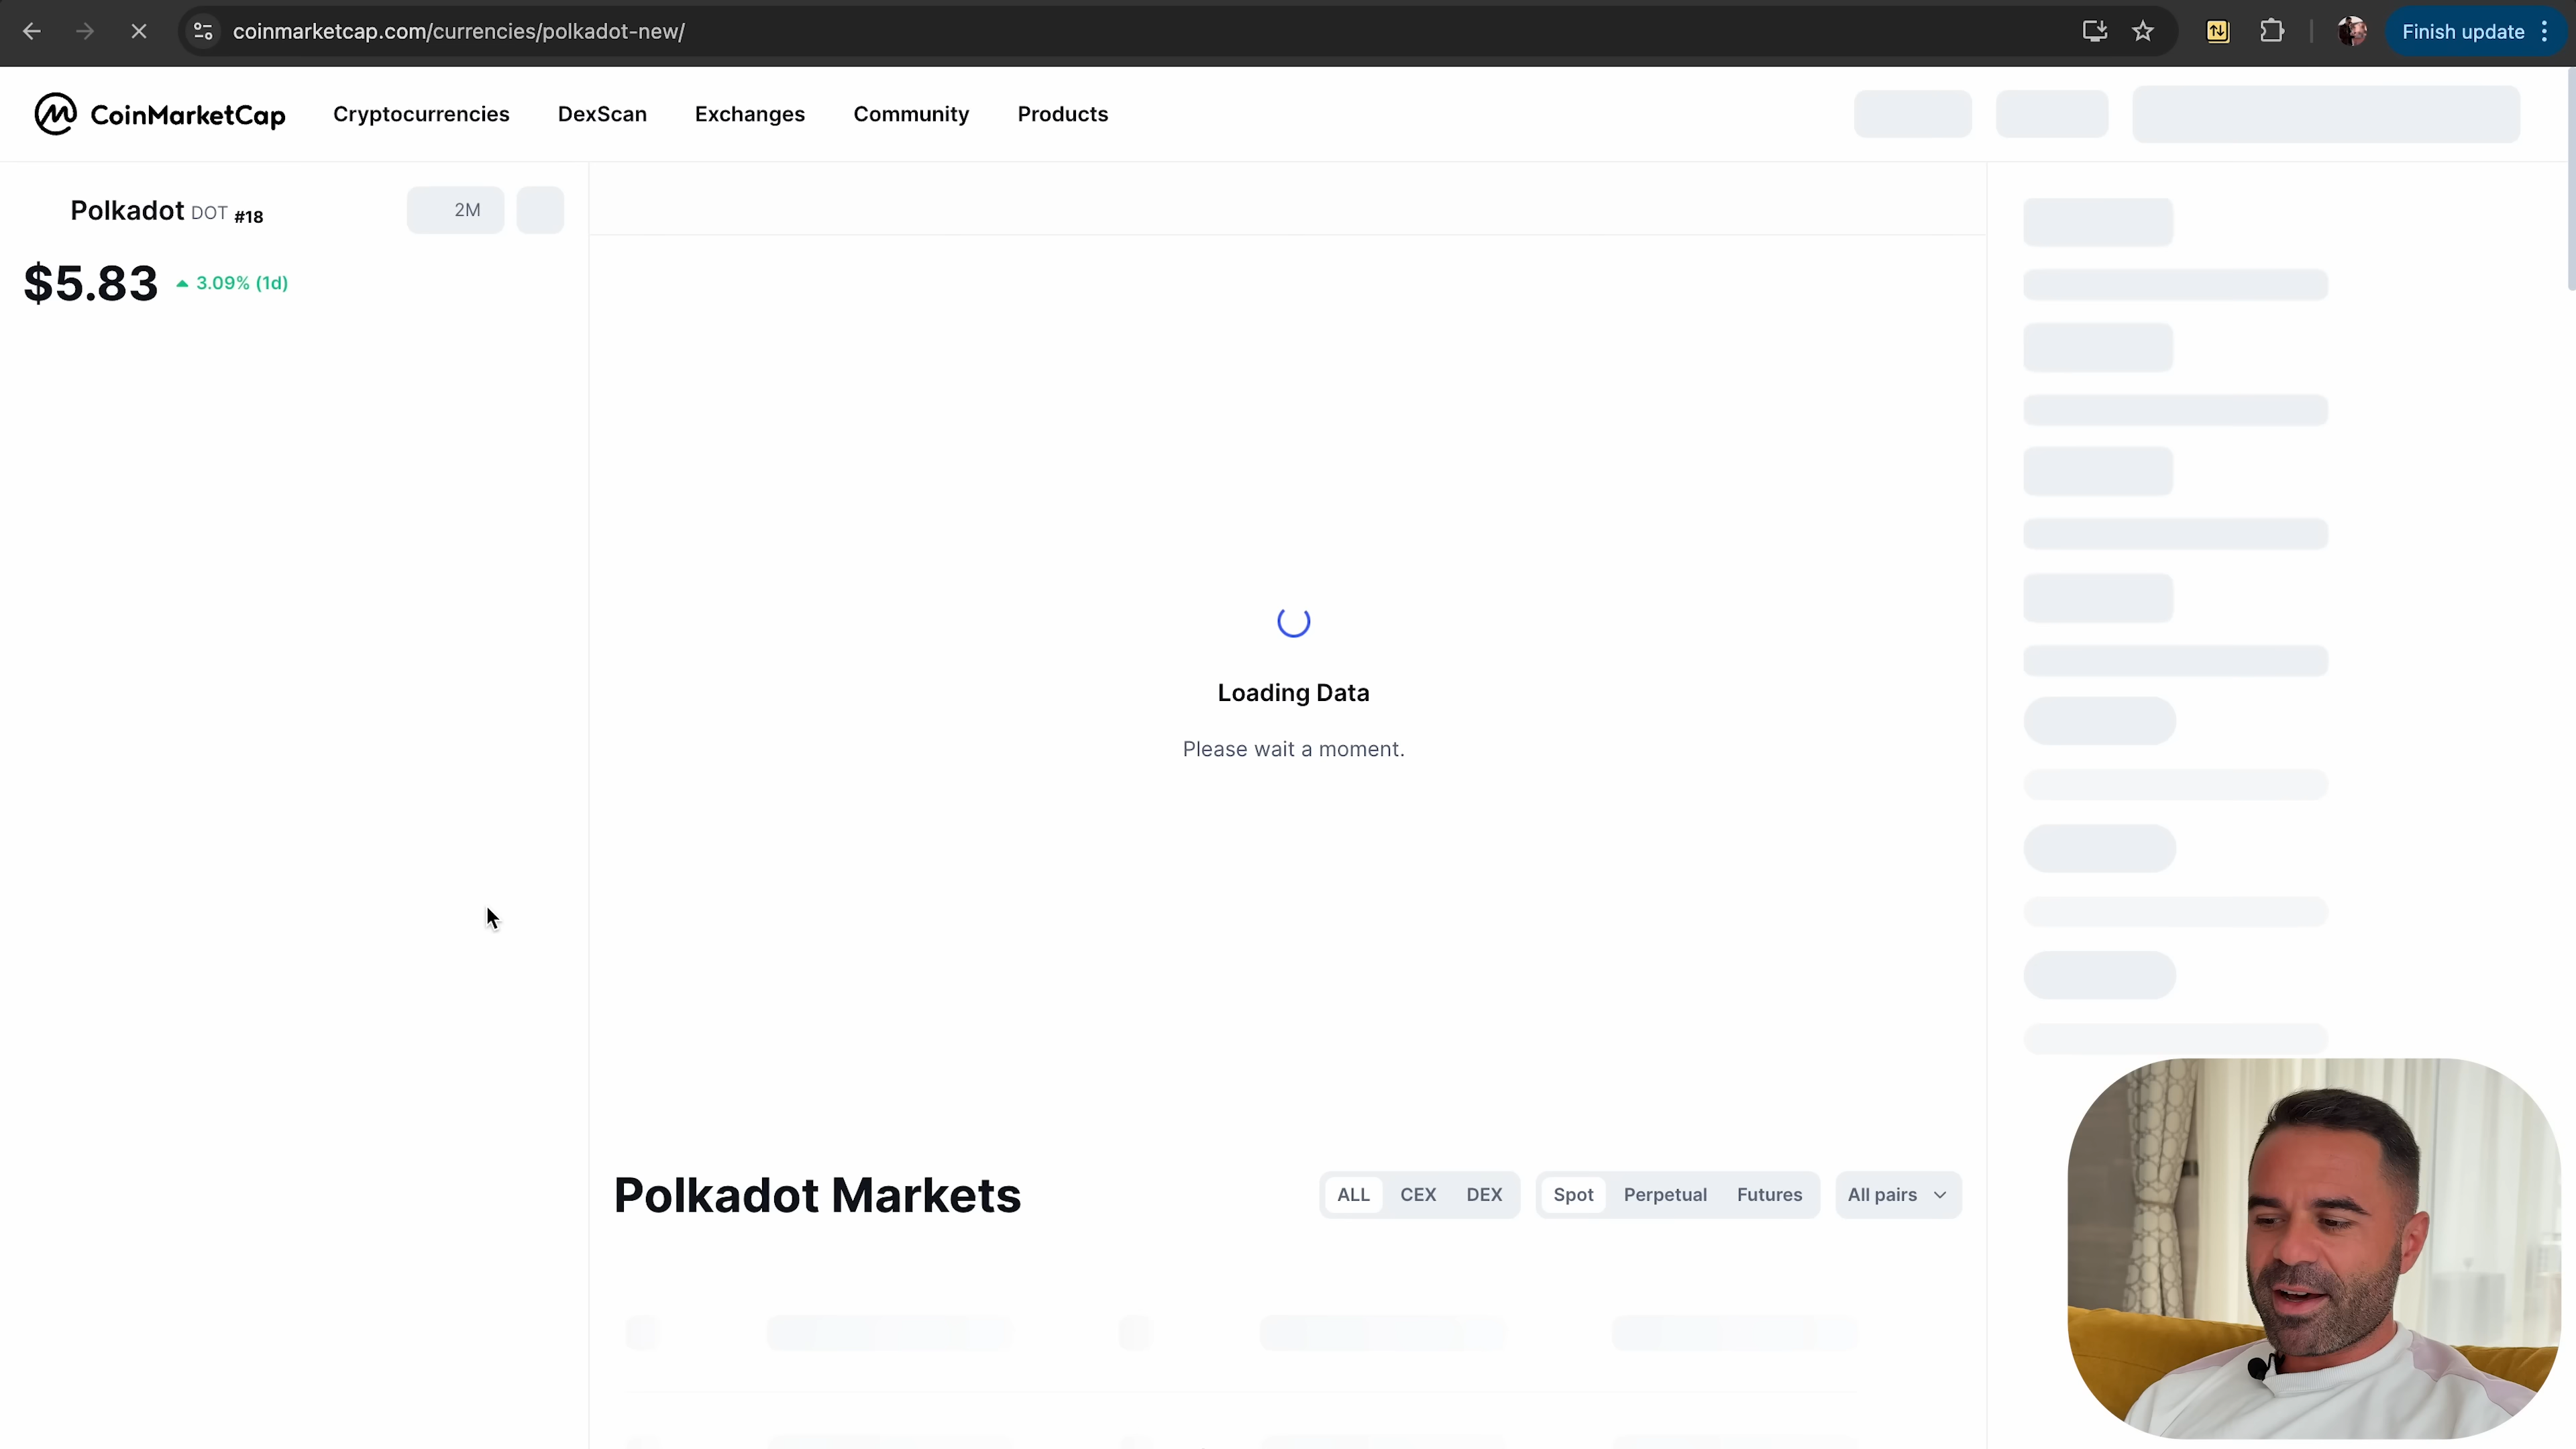 coinmarketcap.com/currencies/polkadot-new/
Finish update
CoinMarketCap
Cryptocurrencies
DexScan
Exchanges
Community
Products
Polkadot DOT #18
2M
$5.83
3.09% (1d)
Loading Data
Please wait a moment.
Polkadot Markets
ALL CEX DEX
Spot Perpetual Futures
All pairs